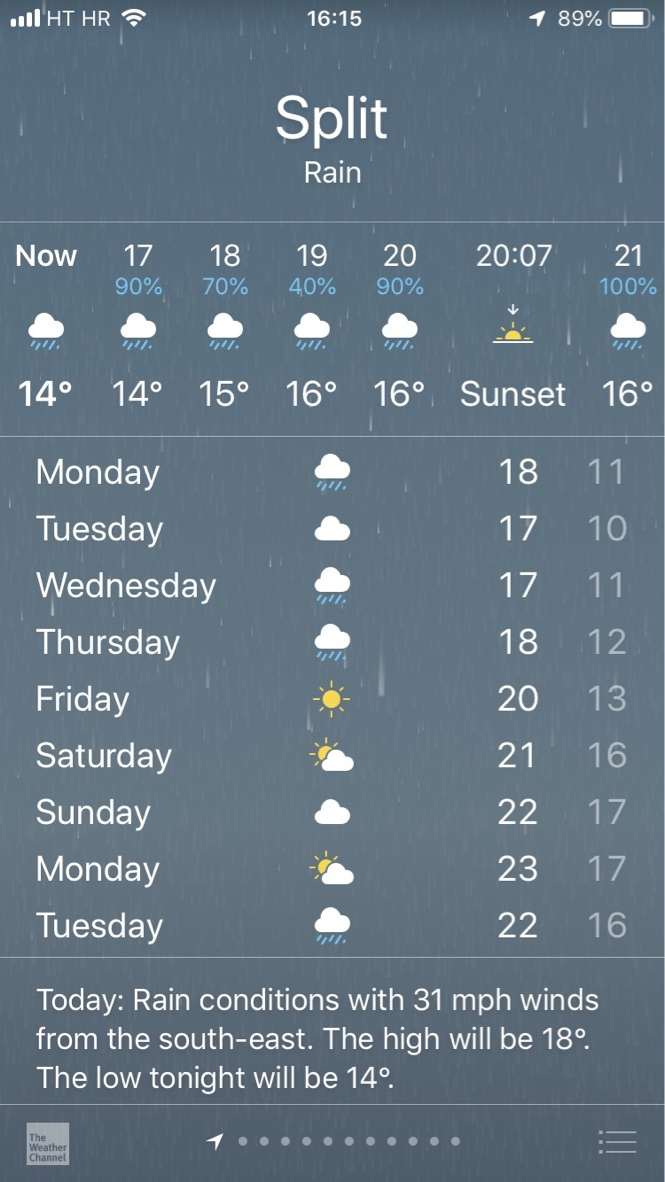 HT HR 16:15 89%
Split
Rain
Now 17 18 19 20 20:07 21
90% 70% 40% 90% 100%
14° 14° 15° 16° 16° Sunset 16°
Monday 18 11
Tuesday 17 10
Wednesday 17 11
Thursday 18 12
Friday 20 13
Saturday 21 16
Sunday 22 17
Monday 23 17
Tuesday 22 16
Today: Rain conditions with 31 mph winds
from the south-east. The high will be 18°.
The low tonight will be 14°.
The
Weather
Channel